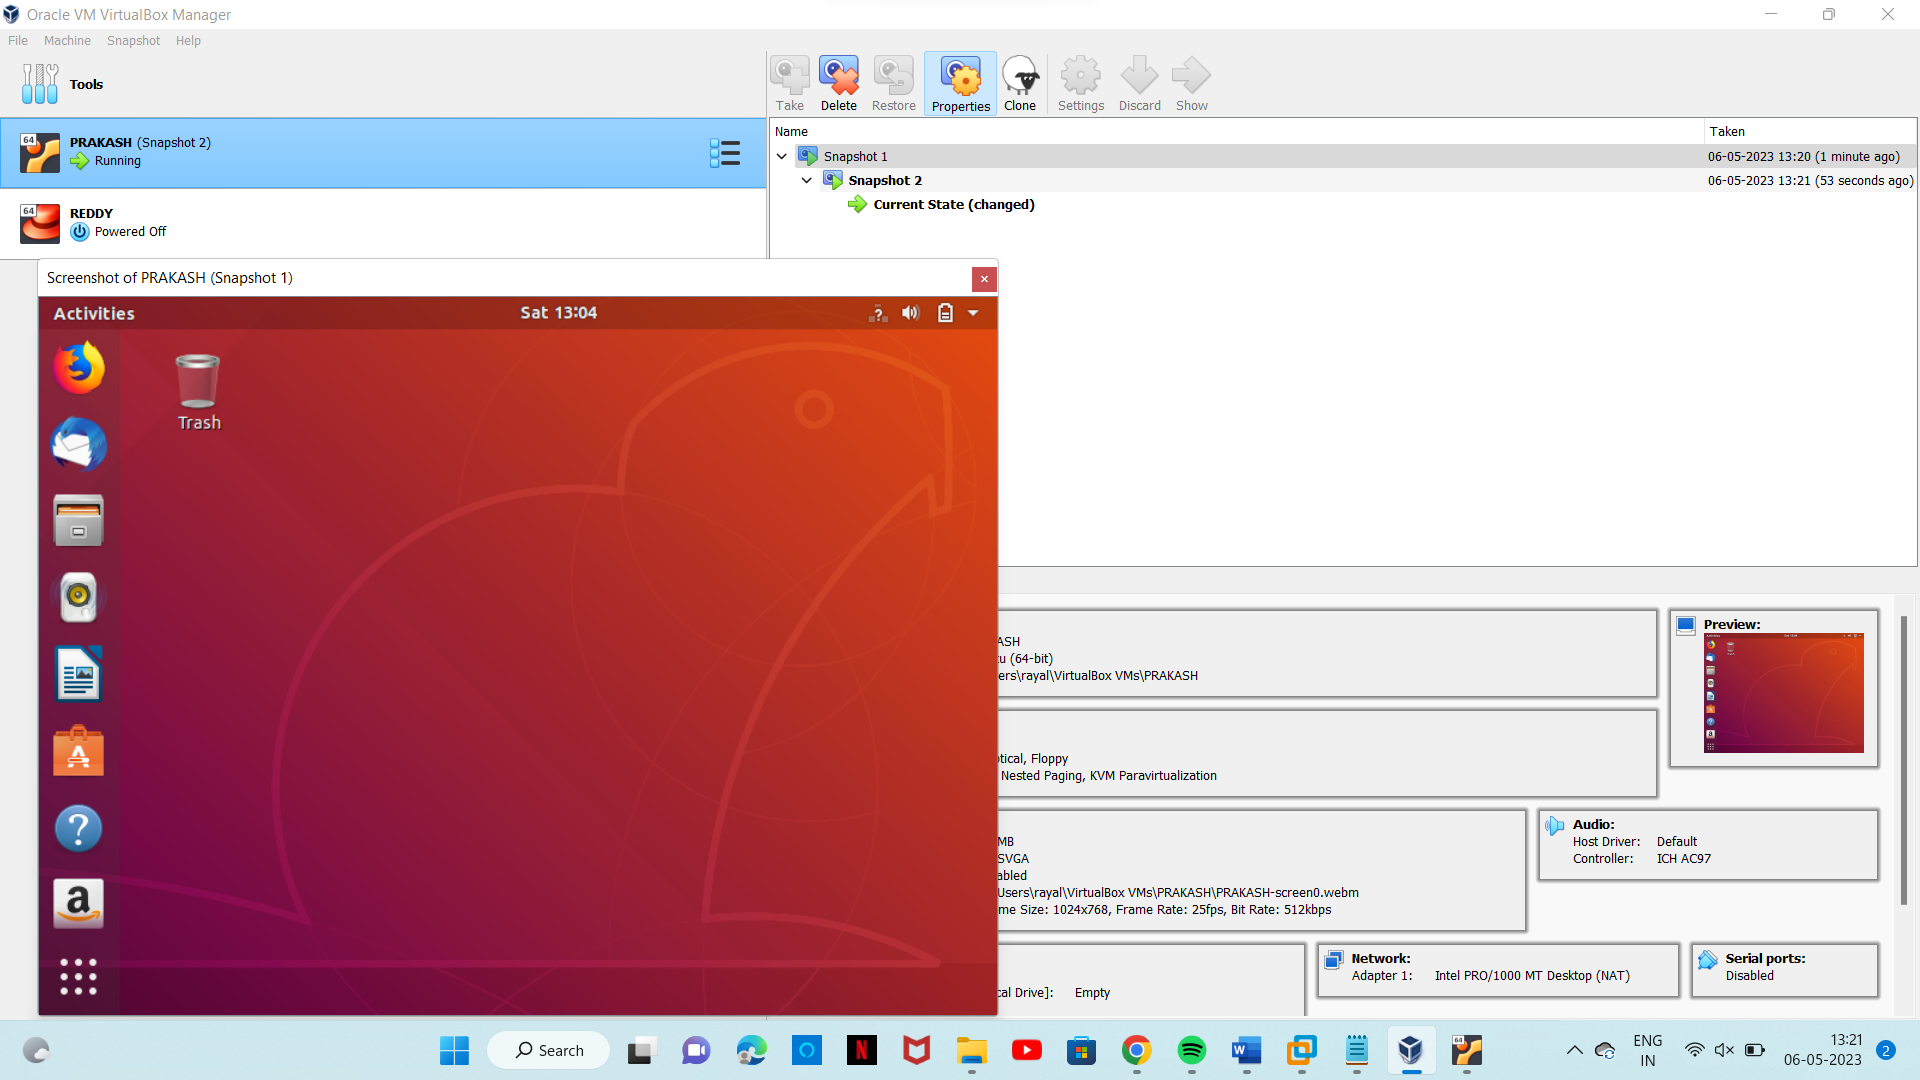 Oracle VM VirtualBox Manager
File Machine Snapshot Help
Tools
Take Delete Restore Properties Clone Settings Discard Show
64 PRAKASH (Snapshot 2)
Running
64 REDDY
Powered Off
Name Taken
Snapshot 1 06-05-2023 13:20 (1 minute ago)
Snapshot 2 06-05-2023 13:21 (53 seconds ago)
Current State (changed)
Screenshot of PRAKASH (Snapshot 1)
Activities Sat 13:04
Trash
ASH
tu (64-bit)
ers\rayal\VirtualBox VMs\PRAKASH
Preview:
tical, Floppy
Nested Paging, KVM Paravirtualization
MB
SVGA
abled
Users\rayal\VirtualBox VMs\PRAKASH\PRAKASH-screen0.webm
me Size: 1024x768, Frame Rate: 25fps, Bit Rate: 512kbps
Audio:
Host Driver: Default
Controller: ICH AC97
cal Drive]: Empty
Network:
Adapter 1: Intel PRO/1000 MT Desktop (NAT)
Serial ports:
Disabled
Search
ENG
IN
13:21
06-05-2023
2